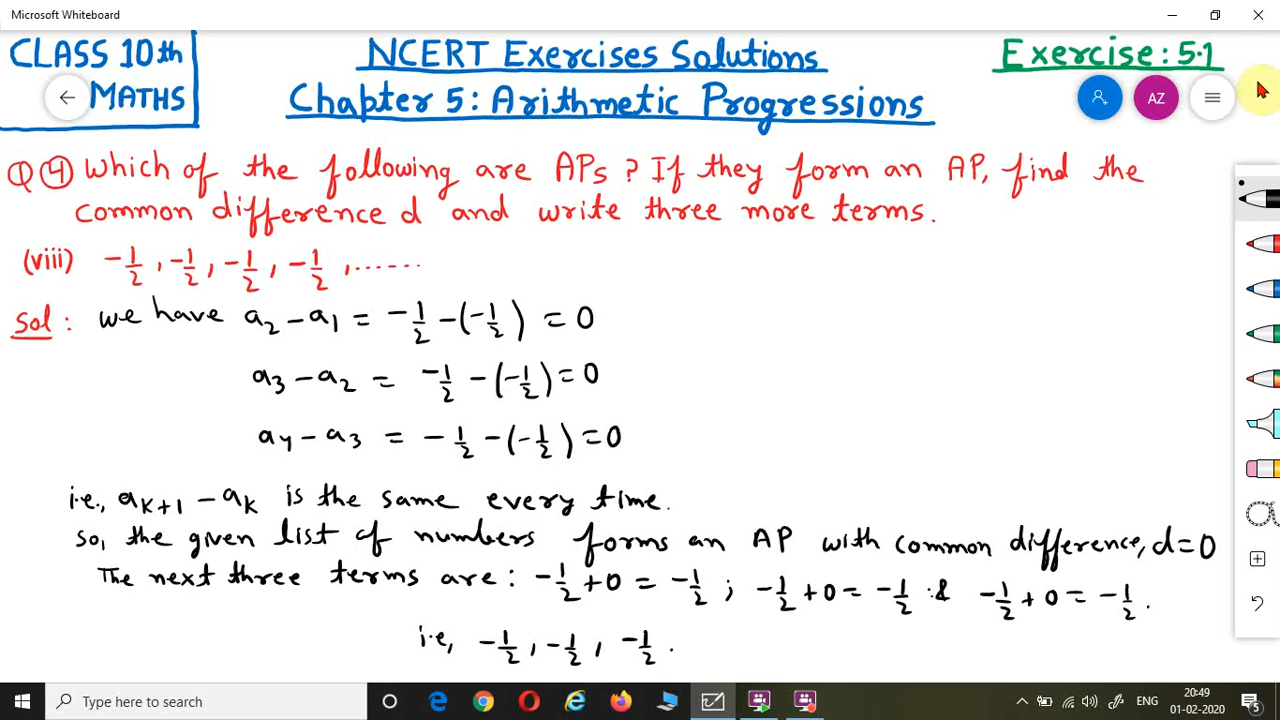 Microsoft Whiteboard
CLASS 10th
MATHS
NCERT Exercises Solutions
Chapter 5: Arithmetic Progressions
Exercise: 5.1
AZ
Q4 Which of the following are APs? If they form an AP, find the
common difference d and write three more terms.
(viii) -1/2, -1/2, -1/2, -1/2, ......
Sol: we have a₂ - a₁ = -1/2 - (-1/2) = 0
a₃ - a₂ = -1/2 - (-1/2) = 0
a₄ - a₃ = -1/2 - (-1/2) = 0
i.e., aₖ₊₁ - aₖ is the same every time.
So, the given list of numbers forms an AP with common difference, d=0
The next three terms are: -1/2 + 0 = -1/2 ; -1/2 + 0 = -1/2 & -1/2 + 0 = -1/2.
i.e, -1/2, -1/2, -1/2.
Type here to search
ENG
20:49
01-02-2020
5